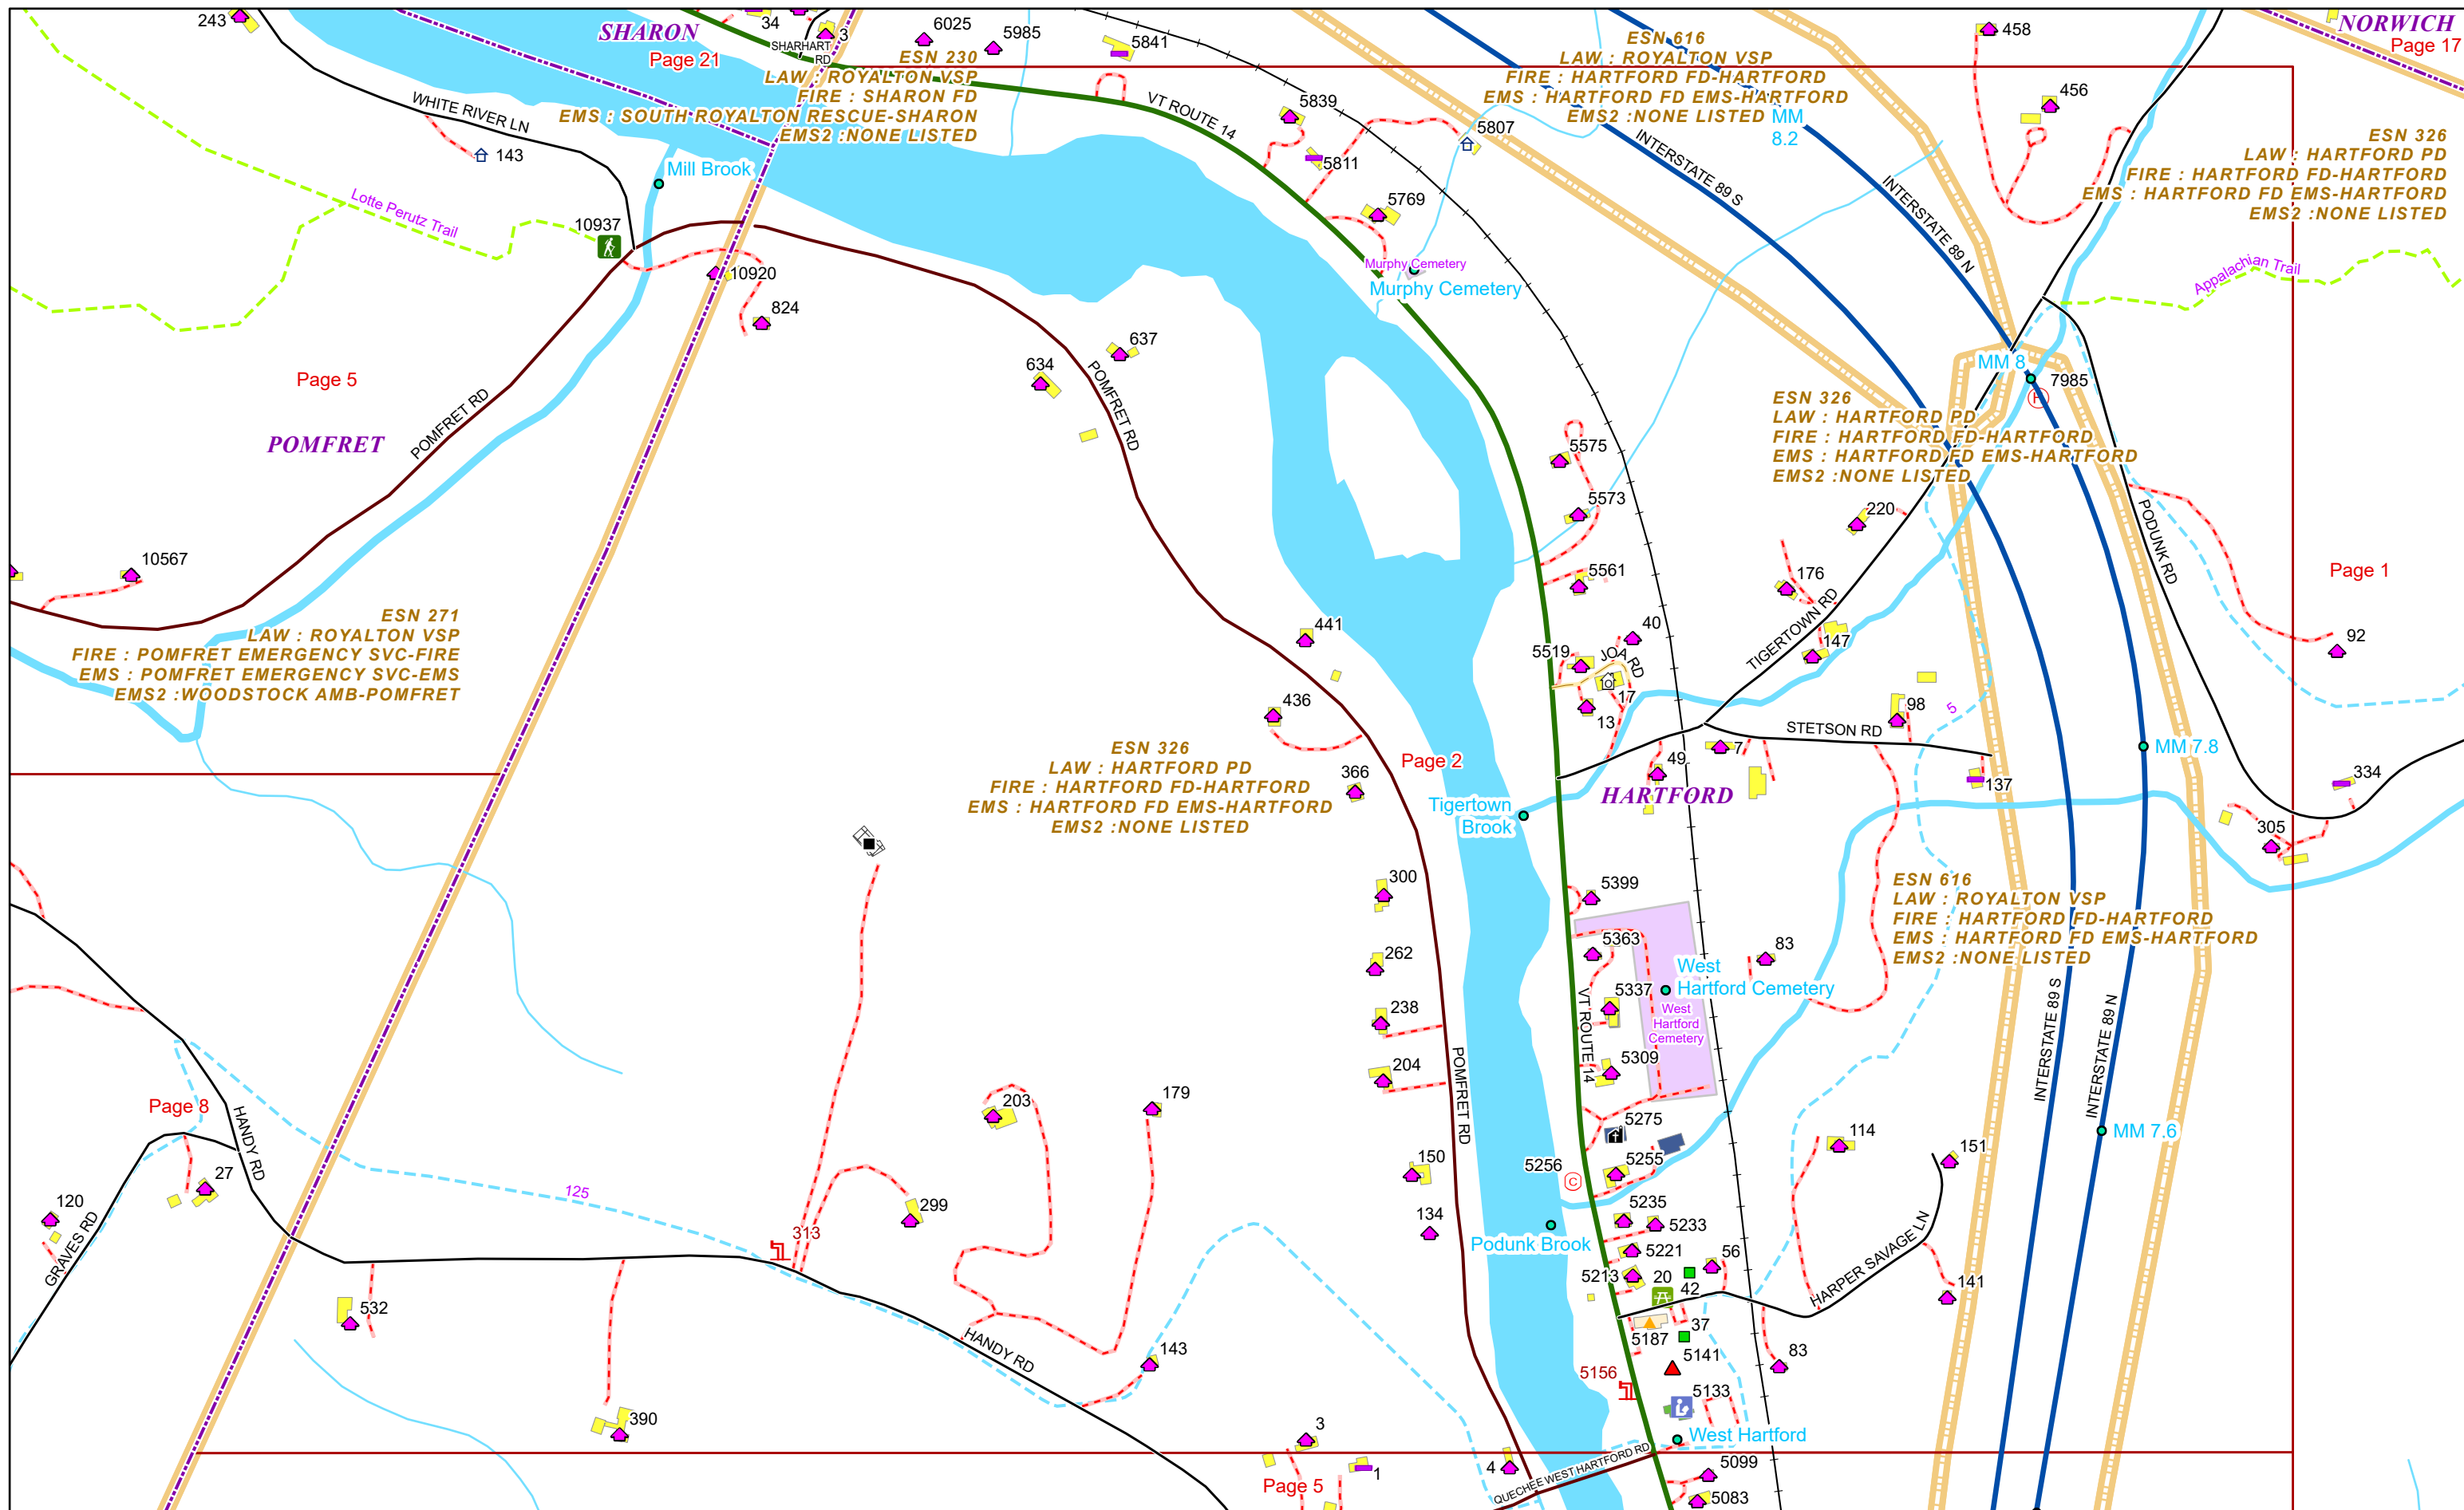 243
SHARON
Page 21
34
SHARHART
RD
3
6025
5985
5841
ESN 230
LAW : ROYALTON VSP
FIRE : SHARON FD
EMS : SOUTH ROYALTON RESCUE-SHARON
EMS2 :NONE LISTED
ESN 616
LAW : ROYALTON VSP
FIRE : HARTFORD FD-HARTFORD
EMS : HARTFORD FD EMS-HARTFORD
EMS2 :NONE LISTED
MM
8.2
458
456
NORWICH
Page 17
ESN 326
LAW : HARTFORD PD
FIRE : HARTFORD FD-HARTFORD
EMS : HARTFORD FD EMS-HARTFORD
EMS2 :NONE LISTED
WHITE RIVER LN
143
Mill Brook
VT ROUTE 14
5839
5811
5807
5769
Murphy Cemetery
Murphy Cemetery
INTERSTATE 89 S
INTERSTATE 89 N
Appalachian Trail
Lotte Perutz Trail
10937
10920
824
637
634
POMFRET RD
Page 5
POMFRET
POMFRET RD
MM 8
7985
ESN 326
LAW : HARTFORD PD
FIRE : HARTFORD FD-HARTFORD
EMS : HARTFORD FD EMS-HARTFORD
EMS2 :NONE LISTED
5575
5573
5561
220
176
TIGERTOWN RD
147
PODUNK RD
Page 1
92
10567
ESN 271
LAW : ROYALTON VSP
FIRE : POMFRET EMERGENCY SVC-FIRE
EMS : POMFRET EMERGENCY SVC-EMS
EMS2 :WOODSTOCK AMB-POMFRET
441
436
40
5519
JOA RD
17
13
98
5
STETSON RD
7
49
137
MM 7.8
334
305
HARTFORD
Page 2
366
Tigertown
Brook
ESN 326
LAW : HARTFORD PD
FIRE : HARTFORD FD-HARTFORD
EMS : HARTFORD FD EMS-HARTFORD
EMS2 :NONE LISTED
300
5399
ESN 616
LAW : ROYALTON VSP
FIRE : HARTFORD FD-HARTFORD
EMS : HARTFORD FD EMS-HARTFORD
EMS2 :NONE LISTED
262
5363
83
West
Hartford Cemetery
238
5337
West
Hartford
Cemetery
VT ROUTE 14
204
5309
POMFRET RD
INTERSTATE 89 S
INTERSTATE 89 N
MM 7.6
Page 8
HANDY RD
203
179
5275
114
151
27
150
5256
C
5255
120
GRAVES RD
125
299
134
5235
5233
313
Podunk Brook
5221
56
HARPER SAVAGE LN
5213
20
42
141
532
37
5187
HANDY RD
143
5141
83
5156
5133
390
3
West Hartford
QUECHEE WEST HARTFORD RD
Page 5
1
4
5099
5083